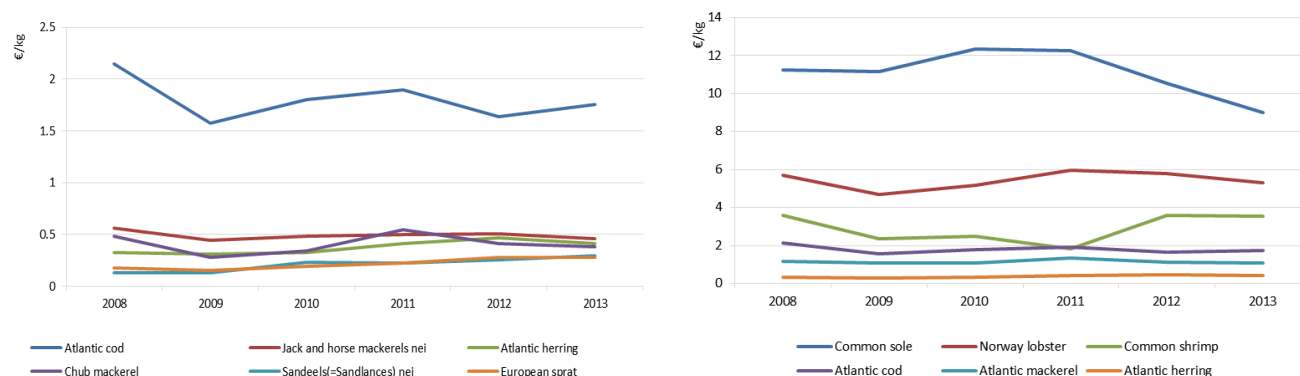 €/kg
2.5
2
1.5
1
0.5
0
2008 2009 2010 2011 2012 2013
Atlantic cod Jack and horse mackerels nei Atlantic herring
Chub mackerel Sandeels(=Sandlances) nei European sprat
€/kg
14
12
10
8
6
4
2
0
2008 2009 2010 2011 2012 2013
Common sole Norway lobster Common shrimp
Atlantic cod Atlantic mackerel Atlantic herring